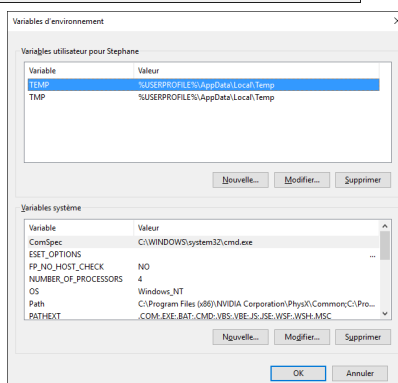 Variables d'environnement
Variables utilisateur pour Stephane
Variable Valeur
TEMP %USERPROFILE%\AppData\Local\Temp
TMP %USERPROFILE%\AppData\Local\Temp
Nouvelle... Modifier... Supprimer
Variables système
Variable Valeur
ComSpec C:\WINDOWS\system32\cmd.exe
ESET_OPTIONS ...
FP_NO_HOST_CHECK NO
NUMBER_OF_PROCESSORS 4
OS Windows_NT
Path C:\Program Files (x86)\NVIDIA Corporation\PhysX\Common;C:\Pro...
PATHEXT .COM;.EXE;.BAT;.CMD;.VBS;.VBE;.JS;.JSE;.WSF;.WSH;.MSC
Nouvelle... Modifier... Supprimer
OK Annuler